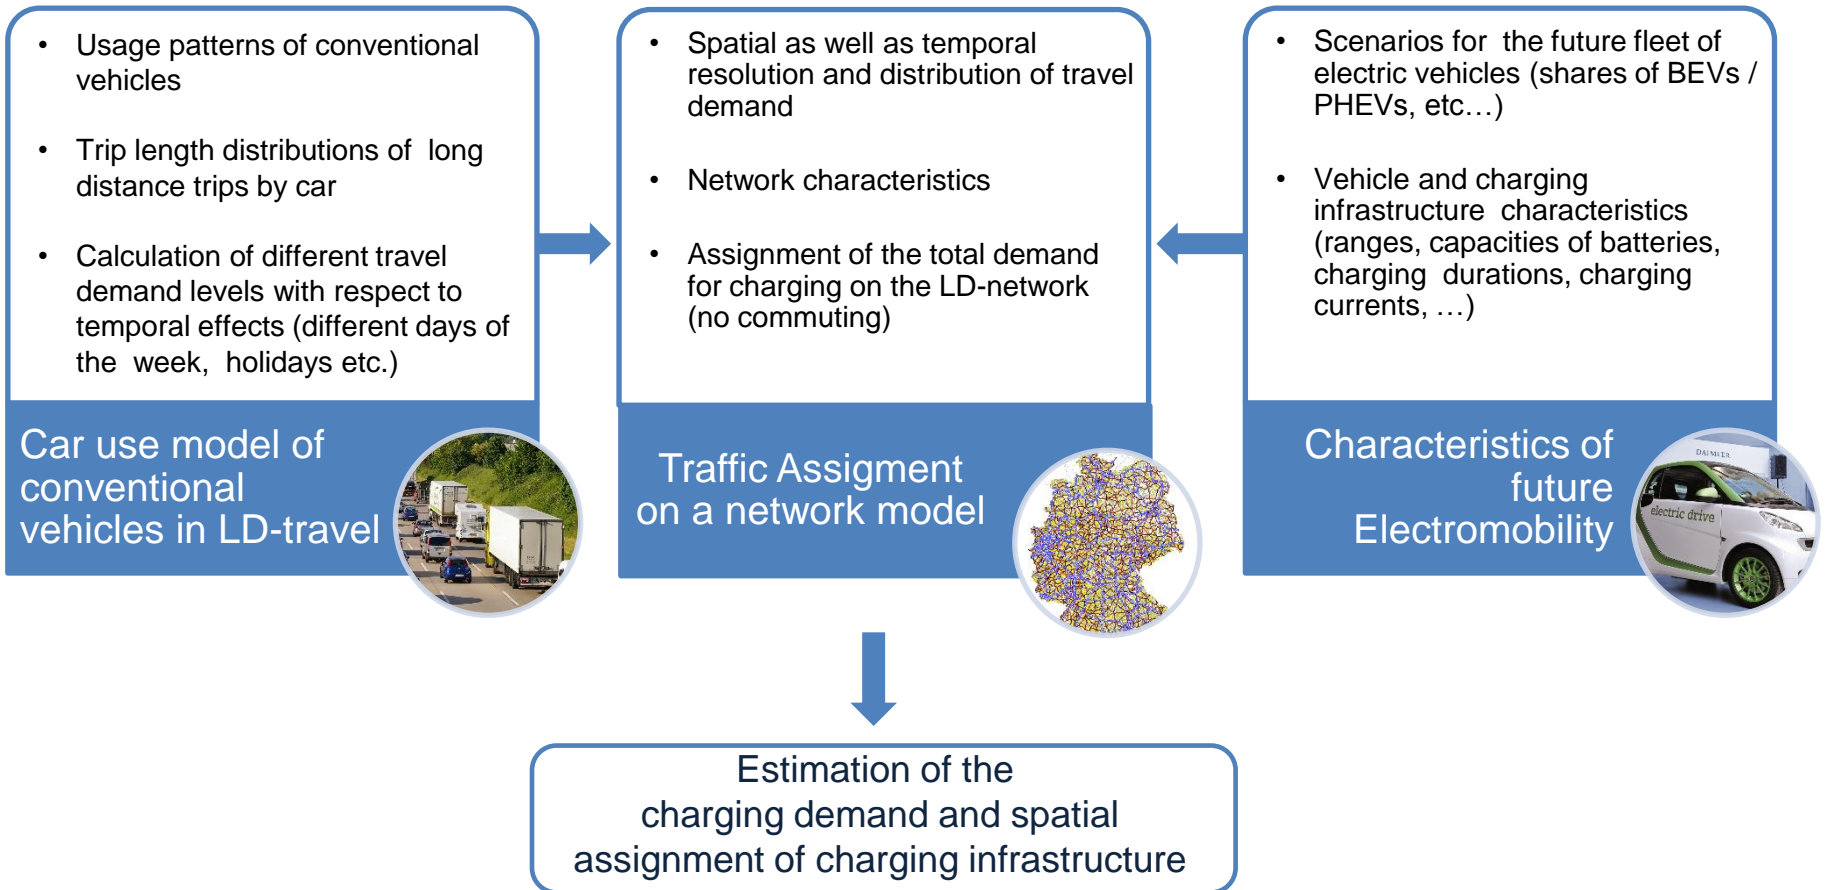 • Usage patterns of conventional
vehicles
• Trip length distributions of long
distance trips by car
• Calculation of different travel
demand levels with respect to
temporal effects (different days of
the week, holidays etc.)
Car use model of
conventional
vehicles in LD-travel
• Spatial as well as temporal
resolution and distribution of travel
demand
• Network characteristics
• Assignment of the total demand
for charging on the LD-network
(no commuting)
Traffic Assigment
on a network model
• Scenarios for the future fleet of
electric vehicles (shares of BEVs /
PHEVs, etc…)
• Vehicle and charging
infrastructure characteristics
(ranges, capacities of batteries,
charging durations, charging
currents, …)
Characteristics of
future
Electromobility
DAIMLER
electric drive
Estimation of the
charging demand and spatial
assignment of charging infrastructure